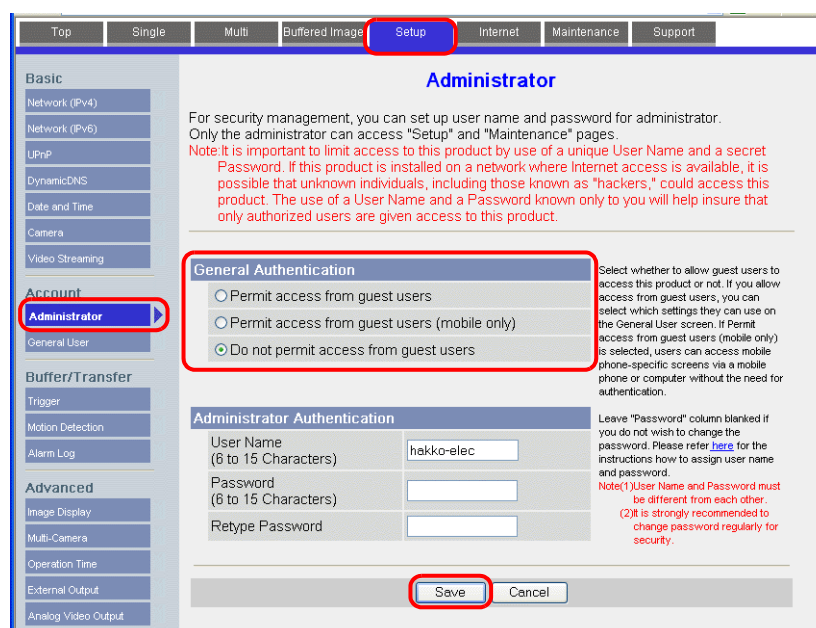 Top Single Multi Buffered Image Setup Internet Maintenance Support
Basic
Network (IPv4)
Network (IPv6)
UPnP
DynamicDNS
Date and Time
Camera
Video Streaming
Account
Administrator
General User
Buffer/Transfer
Trigger
Motion Detection
Alarm Log
Advanced
Image Display
Multi-Camera
Operation Time
External Output
Analog Video Output
Administrator
For security management, you can set up user name and password for administrator.
Only the administrator can access "Setup" and "Maintenance" pages.
Note:It is important to limit access to this product by use of a unique User Name and a secret
Password. If this product is installed on a network where Internet access is available, it is
possible that unknown individuals, including those known as "hackers," could access this
product. The use of a User Name and a Password known only to you will help insure that
only authorized users are given access to this product.
General Authentication
Permit access from guest users
Permit access from guest users (mobile only)
Do not permit access from guest users
Select whether to allow guest users to
access this product or not. If you allow
access from guest users, you can
select which settings they can use on
the General User screen. If Permit
access from guest users (mobile only)
is selected, users can access mobile
phone-specific screens via a mobile
phone or computer without the need for
authentication.
Administrator Authentication
User Name
(6 to 15 Characters)
hakko-elec
Password
(6 to 15 Characters)
Retype Password
Leave "Password" column blanked if
you do not wish to change the
password. Please refer here for the
instructions how to assign user name
and password.
Note(1)User Name and Password must
be different from each other.
(2)It is strongly recommended to
change password regularly for
security.
Save Cancel